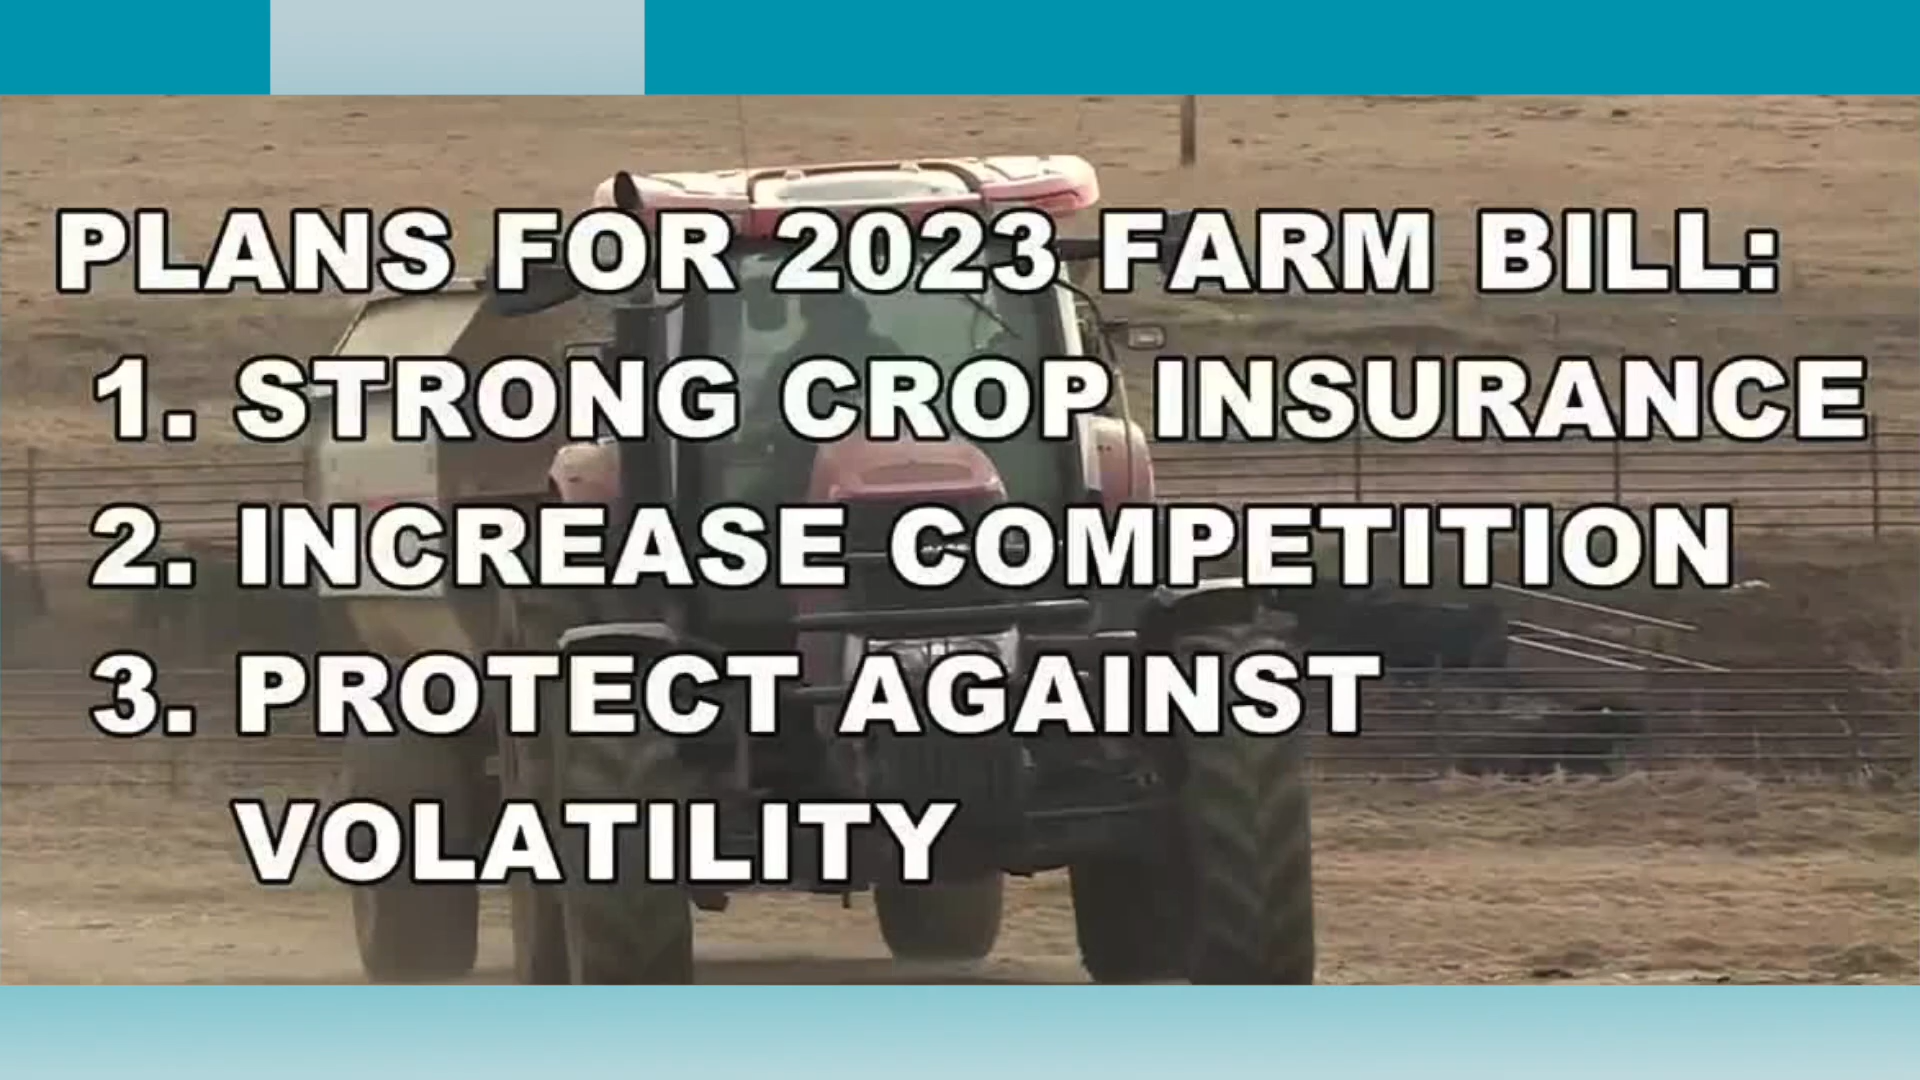 PLANS FOR 2023 FARM BILL:
1. STRONG CROP INSURANCE
2. INCREASE COMPETITION
3. PROTECT AGAINST
VOLATILITY